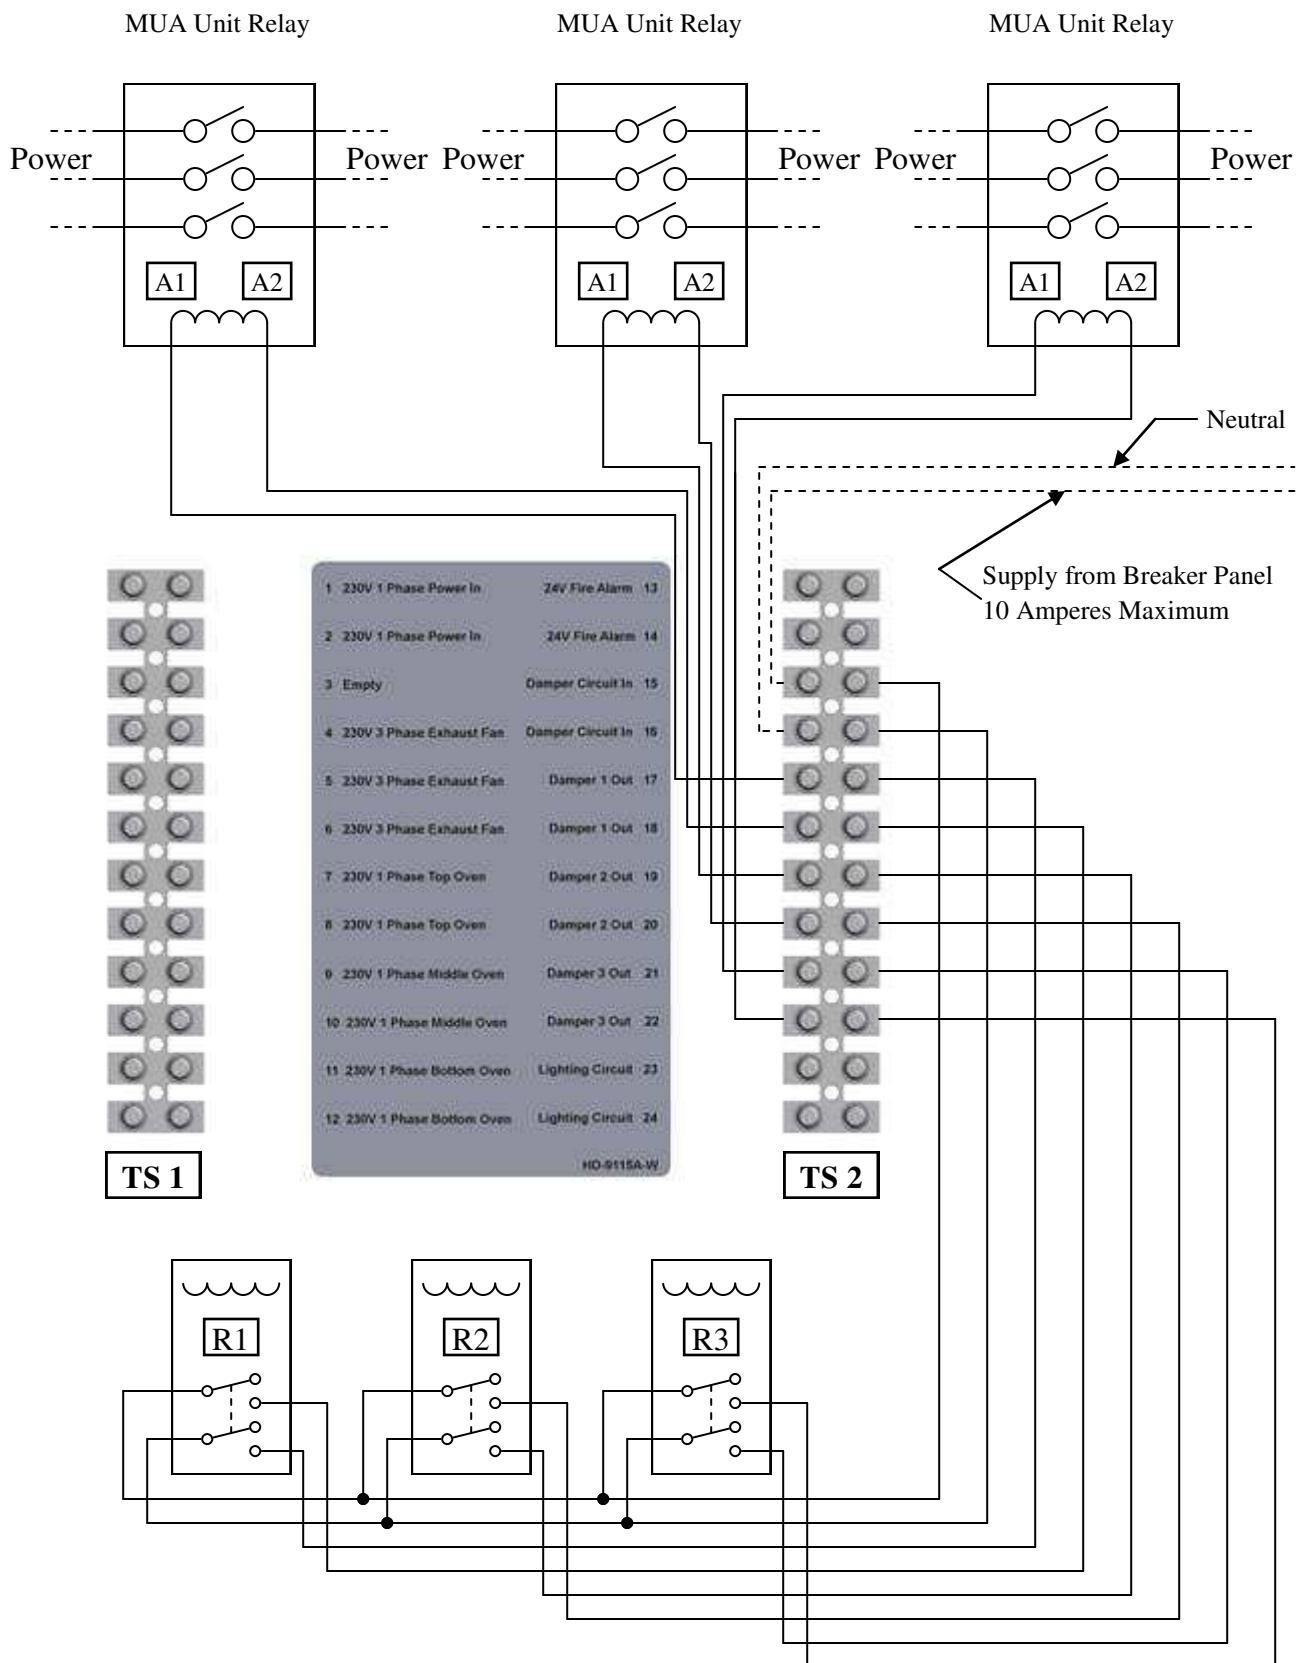 MUA Unit Relay
MUA Unit Relay
MUA Unit Relay
Power
Power
Power
Power
Power
Power
A1
A2
A1
A2
A1
A2
Neutral
Supply from Breaker Panel
10 Amperes Maximum
1 230V 1 Phase Power In
24V Fire Alarm 13
2 230V 1 Phase Power In
24V Fire Alarm 14
3 Empty
Damper Circuit In 15
4 230V 3 Phase Exhaust Fan
Damper Circuit In 16
5 230V 3 Phase Exhaust Fan
Damper 1 Out 17
6 230V 3 Phase Exhaust Fan
Damper 1 Out 18
7 230V 1 Phase Top Oven
Damper 2 Out 19
8 230V 1 Phase Top Oven
Damper 2 Out 20
9 230V 1 Phase Middle Oven
Damper 3 Out 21
10 230V 1 Phase Middle Oven
Damper 3 Out 22
11 230V 1 Phase Bottom Oven
Lighting Circuit 23
12 230V 1 Phase Bottom Oven
Lighting Circuit 24
HD-9115A-W
TS 1
TS 2
R1
R2
R3